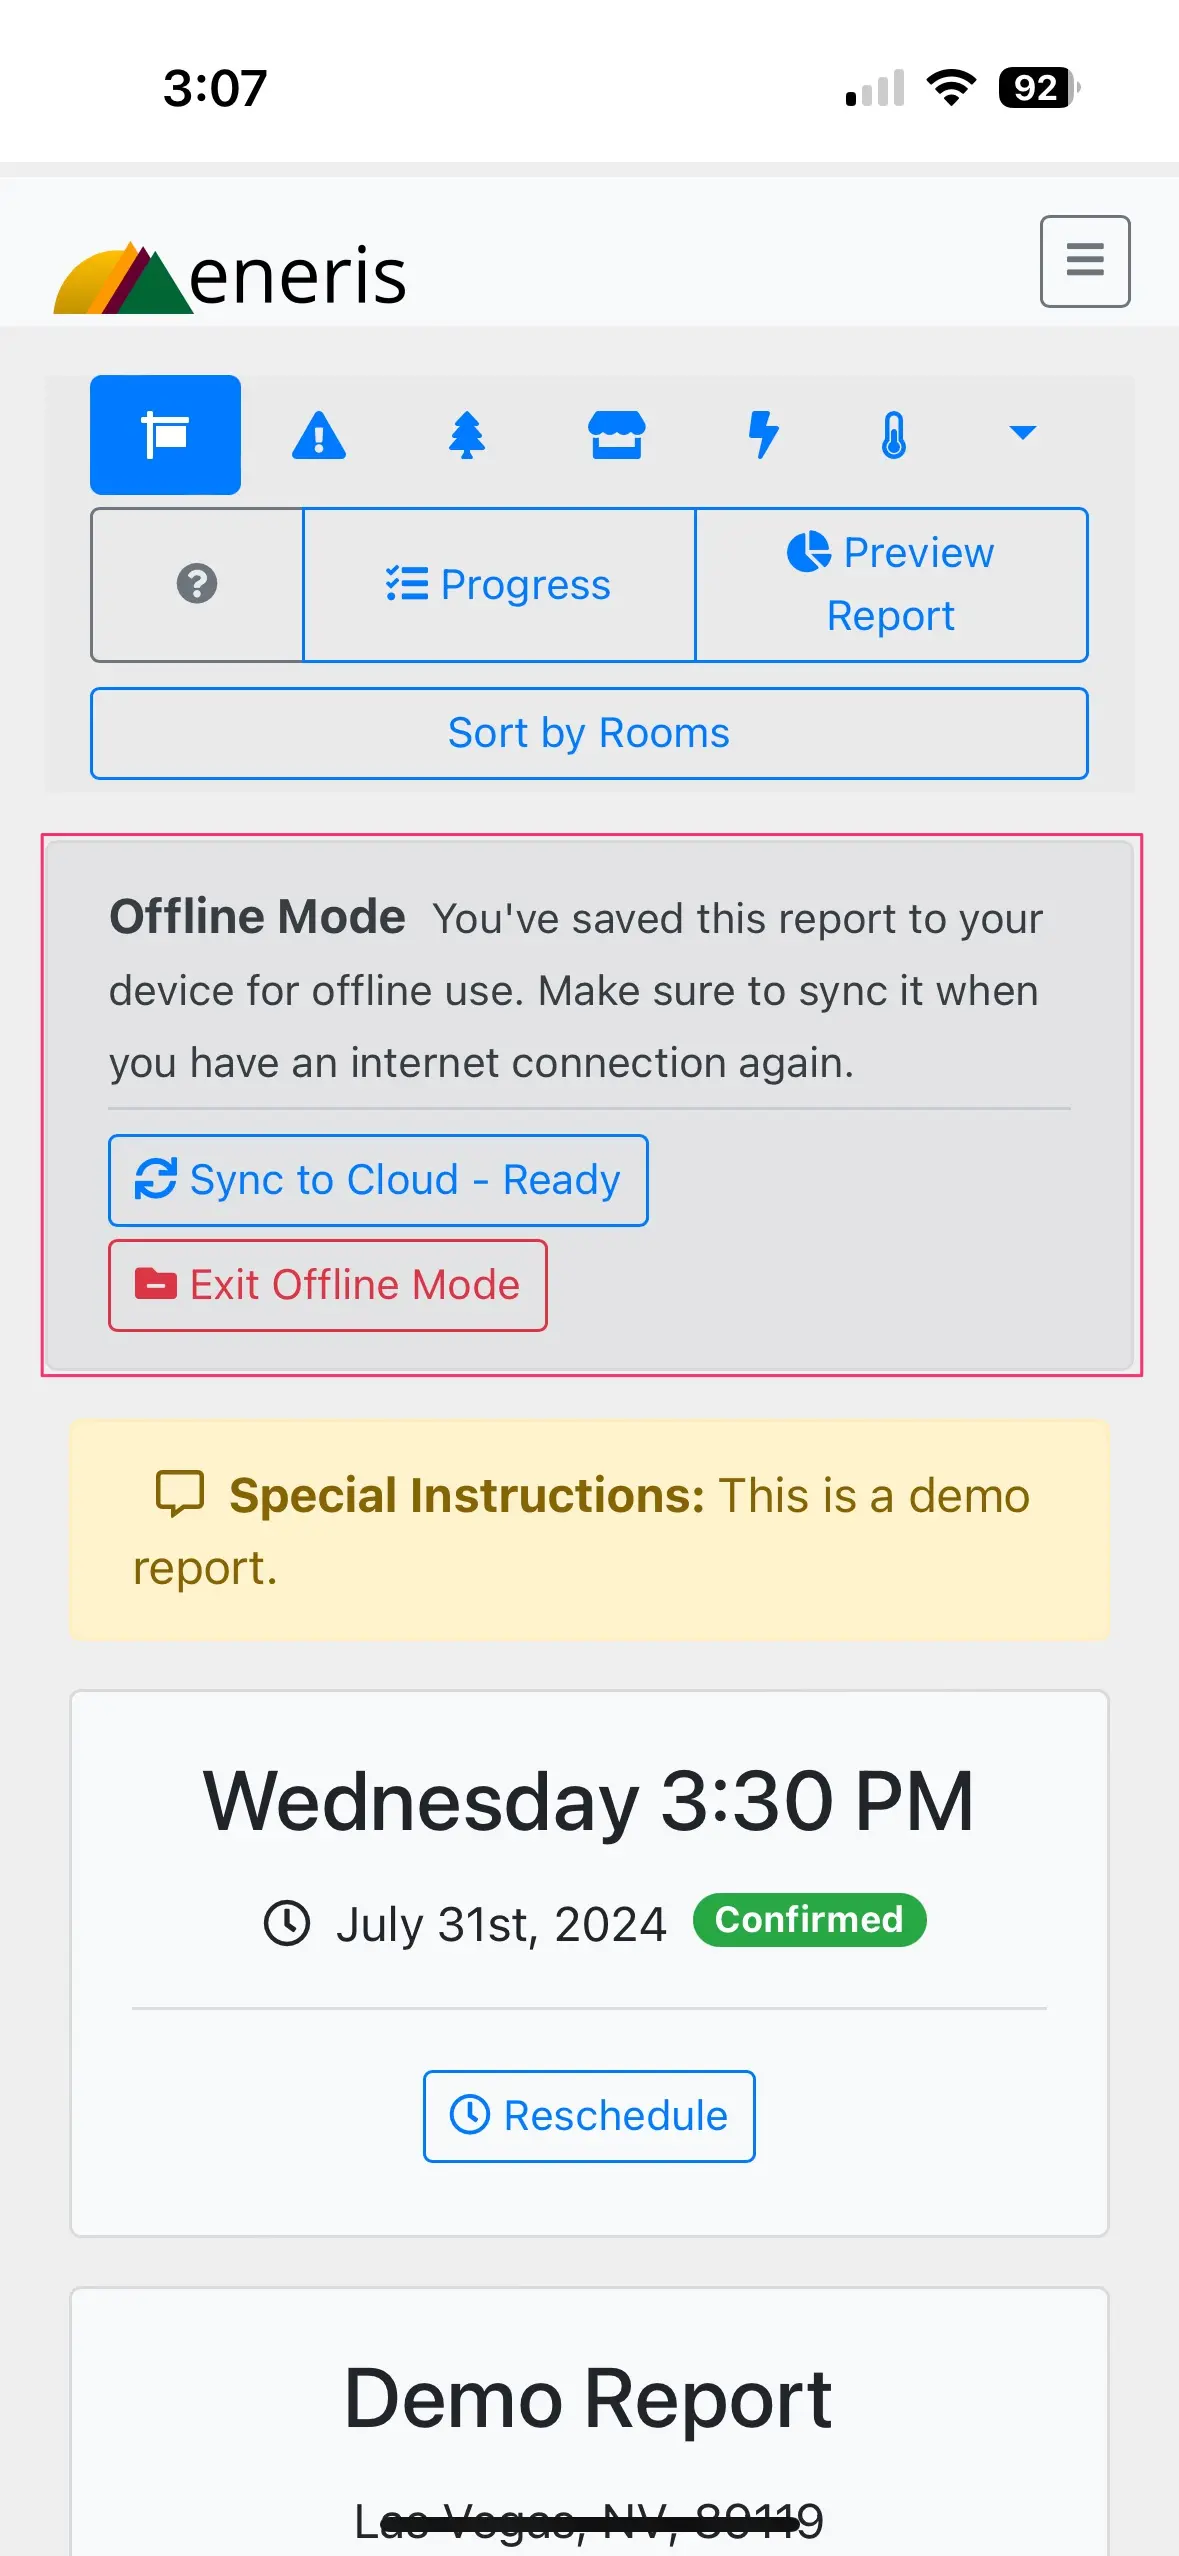 3:07
92
eneris
Progress
Preview
Report
Sort by Rooms
Offline Mode You've saved this report to your
device for offline use. Make sure to sync it when
you have an internet connection again.
Sync to Cloud - Ready
Exit Offline Mode
Special Instructions: This is a demo
report.
Wednesday 3:30 PM
July 31st, 2024 Confirmed
Reschedule
Demo Report
Las Vegas, NV, 89119